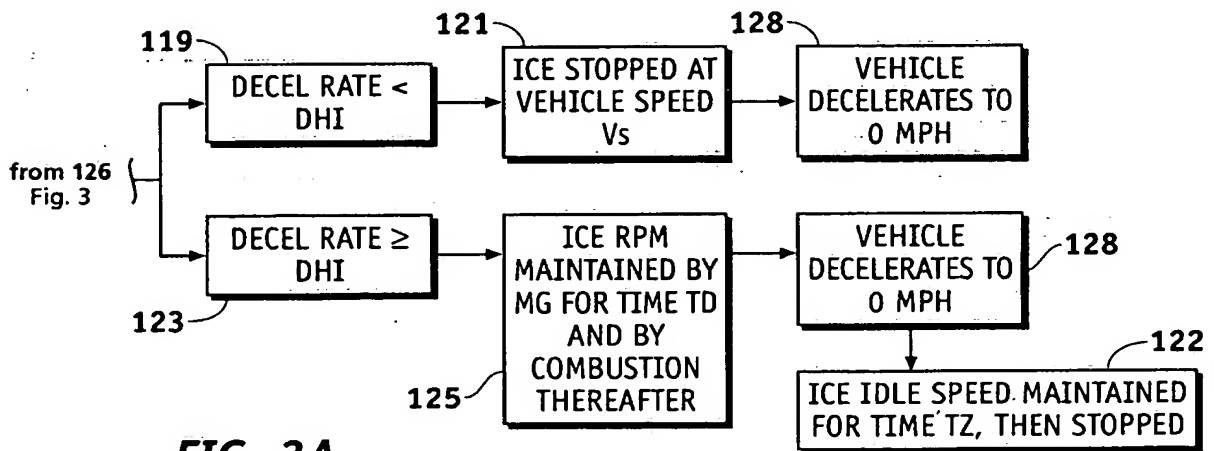 119
DECEL RATE <
DHI
121
ICE STOPPED AT
VEHICLE SPEED
Vs
128
VEHICLE
DECELERATES TO
0 MPH
from 126
Fig. 3
DECEL RATE ≥
DHI
123
ICE RPM
MAINTAINED BY
MG FOR TIME TD
AND BY
COMBUSTION
THEREAFTER
125
VEHICLE
DECELERATES TO
0 MPH
128
122
ICE IDLE SPEED MAINTAINED
FOR TIME TZ, THEN STOPPED
FIG. 3A